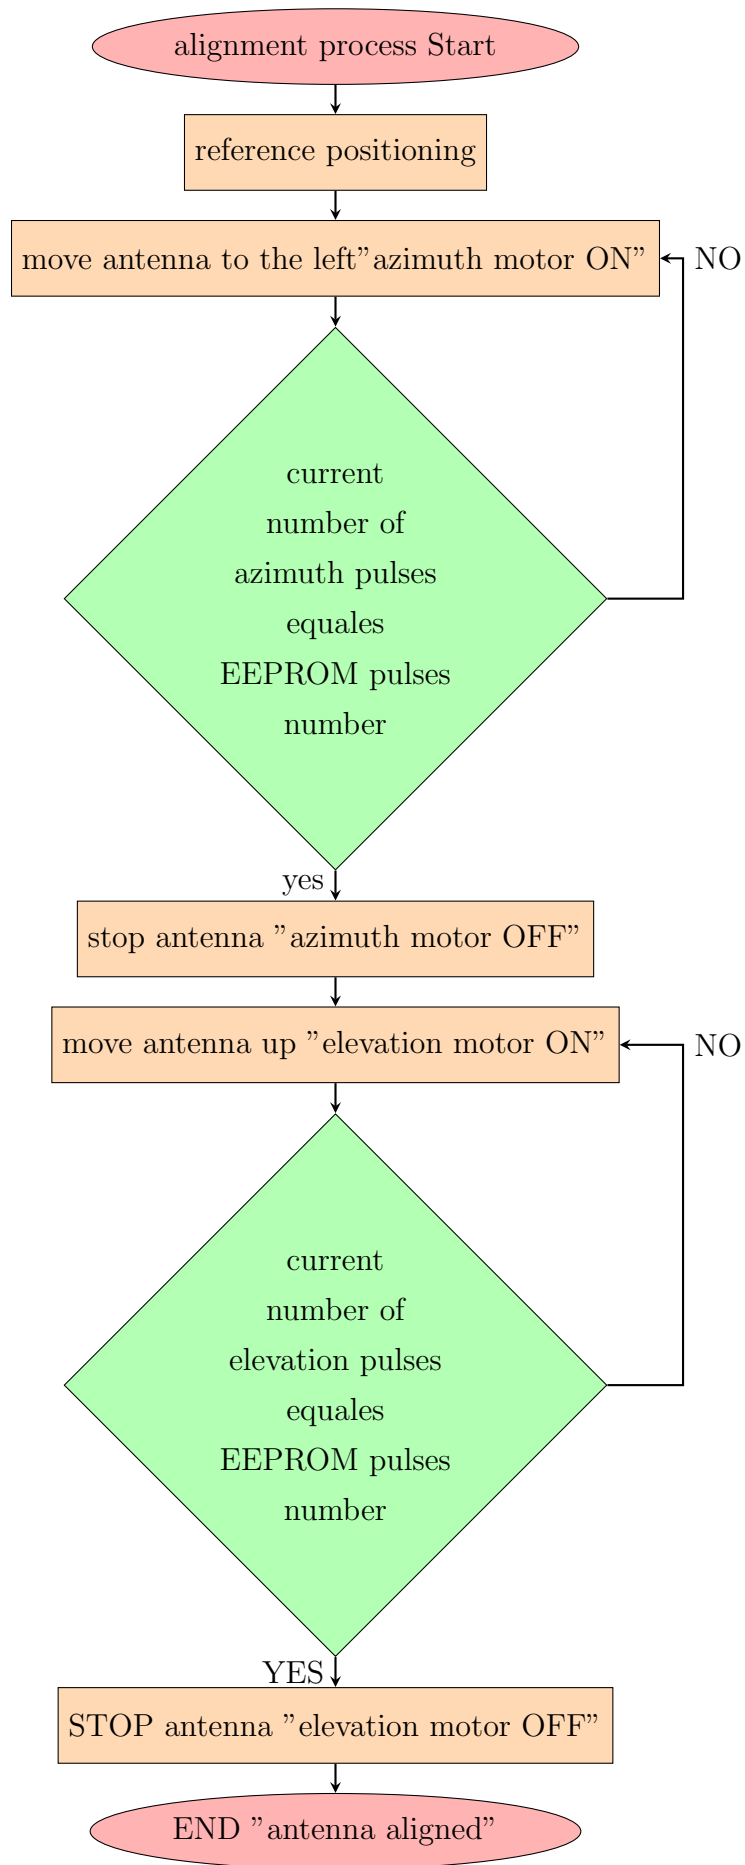 alignment process Start
reference positioning
move antenna to the left”azimuth motor ON”
NO
current
number of
azimuth pulses
equales
EEPROM pulses
number
yes
stop antenna ”azimuth motor OFF”
move antenna up ”elevation motor ON”
NO
current
number of
elevation pulses
equales
EEPROM pulses
number
YES
STOP antenna ”elevation motor OFF”
END ”antenna aligned”